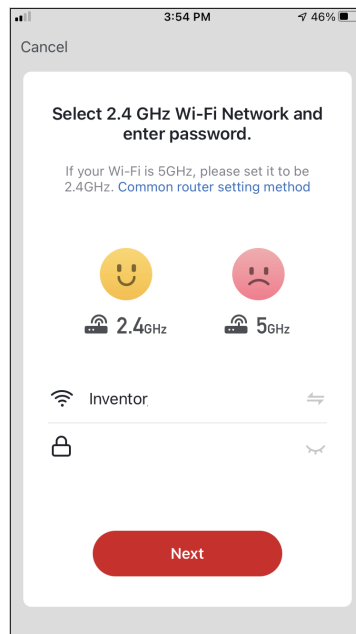 3:54 PM
46%
Cancel
Select 2.4 GHz Wi-Fi Network and
enter password.
If your Wi-Fi is 5GHz, please set it to be
2.4GHz. Common router setting method
2.4GHz
5GHz
Inventor
Next